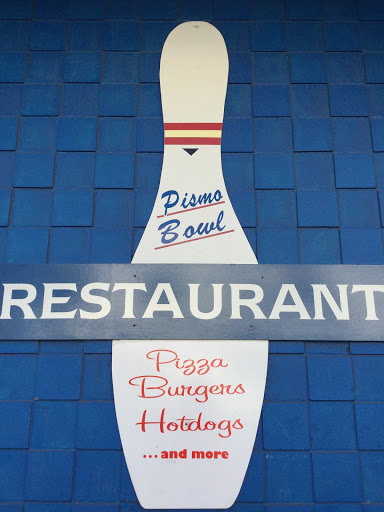 Pismo
Bowl
RESTAURANT
Pizza
Burgers
Hotdogs
...and more